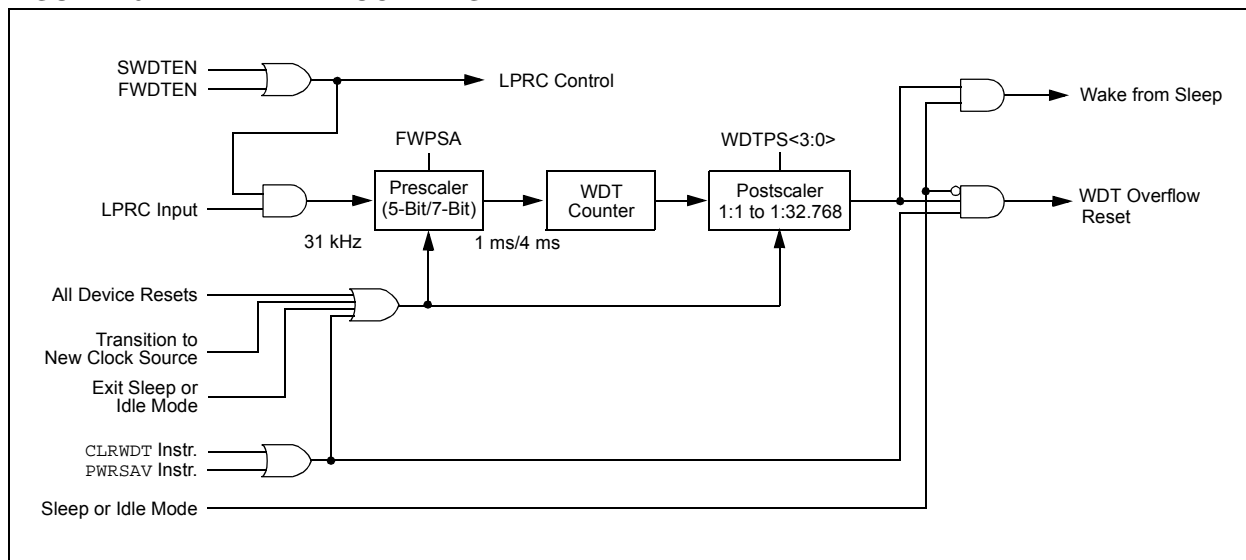 SWDTEN
FWDTEN
LPRC Control
Wake from Sleep
FWPSA
WDTPS<3:0>
LPRC Input
Prescaler
(5-Bit/7-Bit)
WDT
Counter
Postscaler
1:1 to 1:32.768
WDT Overflow
Reset
31 kHz
1 ms/4 ms
All Device Resets
Transition to
New Clock Source
Exit Sleep or
Idle Mode
CLRWDT Instr.
PWRSAV Instr.
Sleep or Idle Mode